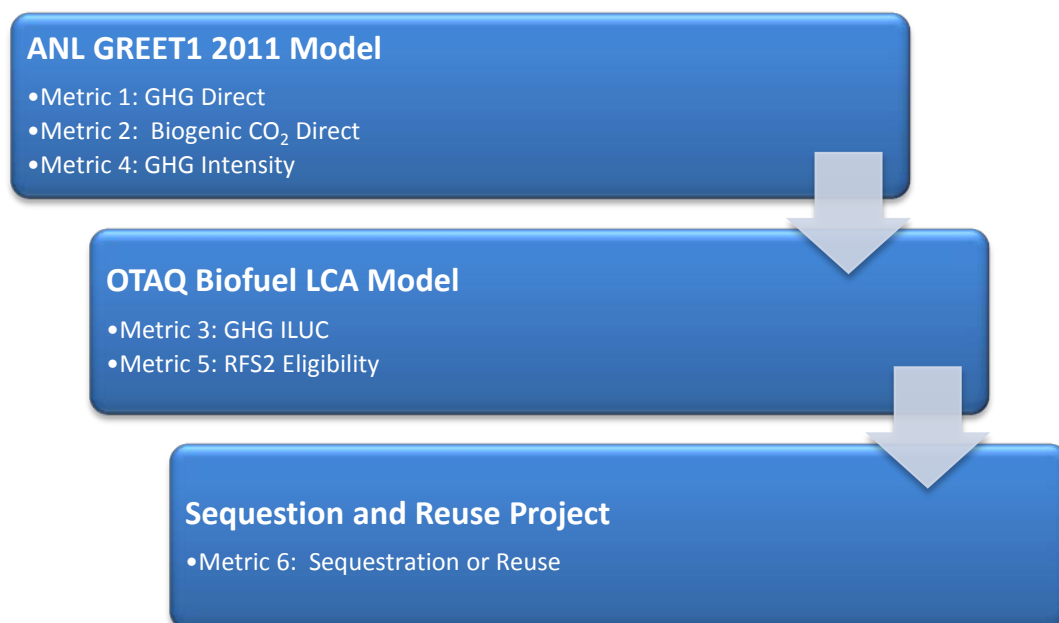 ANL GREET1 2011 Model
•Metric 1: GHG Direct
•Metric 2:  Biogenic CO₂ Direct
•Metric 4: GHG Intensity
OTAQ Biofuel LCA Model
•Metric 3: GHG ILUC
•Metric 5: RFS2 Eligibility
Sequestion and Reuse Project
•Metric 6:  Sequestration or Reuse